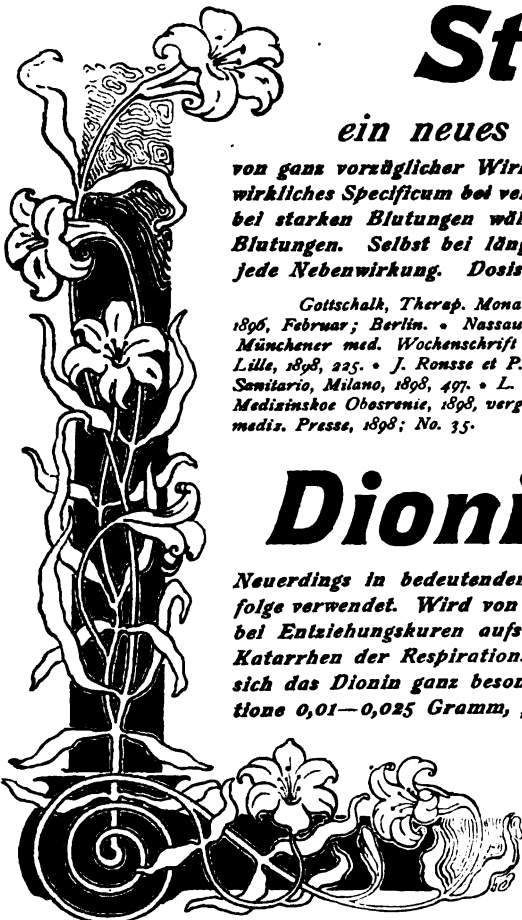 St
ein neues
von ganz vorzüglicher Wir
wirkliches Specificum bei ve
bei starken Blutungen wäh
Blutungen. Selbst bei läng
jede Nebenwirkung. Dosis
Gottschalk, Therap. Mona
1896, Februar; Berlin. • Nassau
Münchener med. Wochenschrift
Lille, 1898, 225. • J. Ronsse et P.
Sanitario, Milano, 1898, 497. • L.
Medizinskoe Obosrenie, 1898, verg
mediz. Presse, 1898; No. 35.
Dioni
Neuerdings in bedeutenden
folge verwendet. Wird von
bei Entziehungskuren aufs
Katarrhen der Respirations
sich das Dionin ganz beson
tione 0,01—0,025 Gramm,